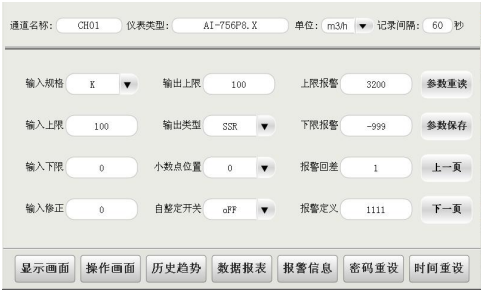 通道名称: CH01 仪表类型: AI-756P8.X 单位: m3/h 记录间隔: 60 秒
输入规格 K 输出上限 100 上限报警 3200 参数重读
输入上限 100 输出类型 SSR 下限报警 -999 参数保存
输入下限 0 小数点位置 0 报警回差 1 上一页
输入修正 0 自整定开关 oFF 报警定义 1111 下一页
显示画面 操作画面 历史趋势 数据报表 报警信息 密码重设 时间重设